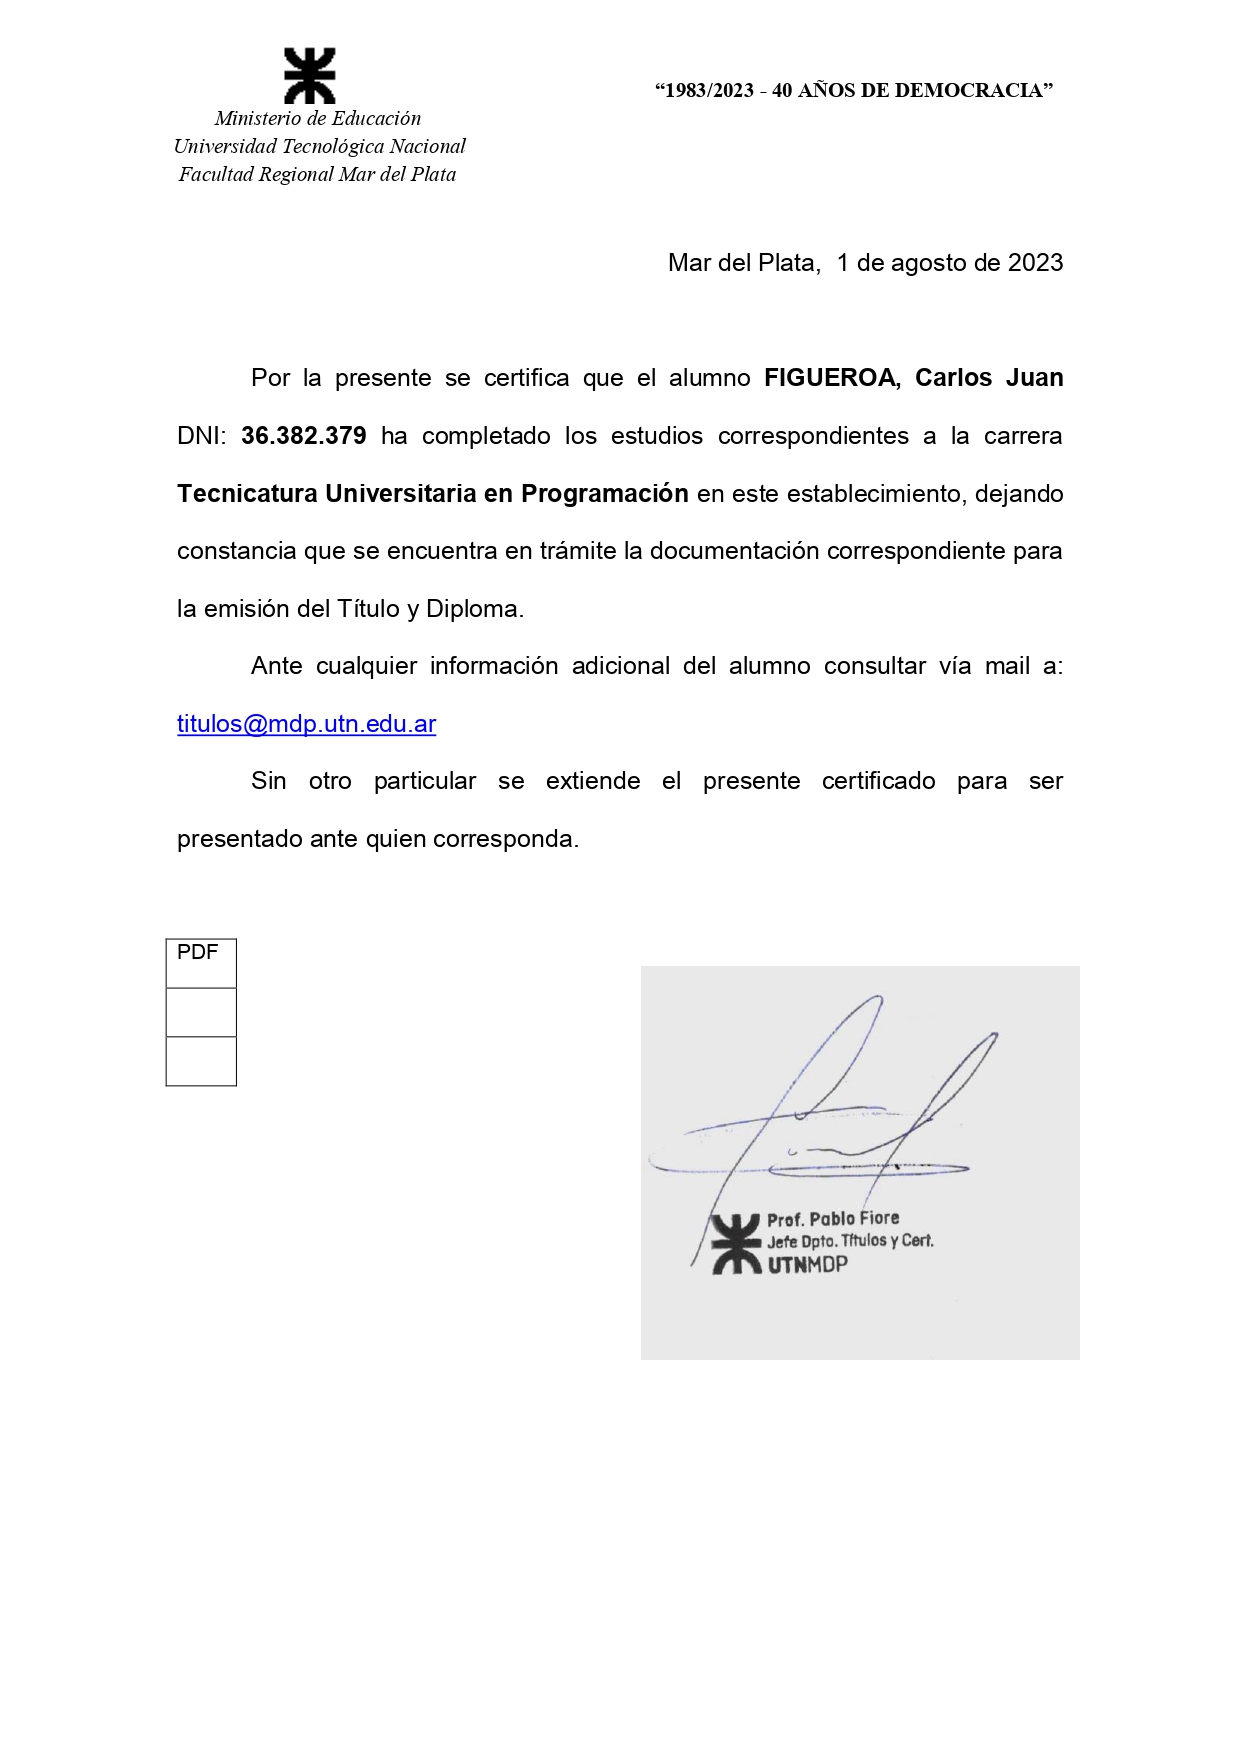 Ministerio de Educación
Universidad Tecnológica Nacional
Facultad Regional Mar del Plata
“1983/2023 - 40 AÑOS DE DEMOCRACIA”
Mar del Plata,  1 de agosto de 2023
Por la presente se certifica que el alumno FIGUEROA, Carlos Juan
DNI: 36.382.379 ha completado los estudios correspondientes a la carrera
Tecnicatura Universitaria en Programación en este establecimiento, dejando
constancia que se encuentra en trámite la documentación correspondiente para
la emisión del Título y Diploma.
Ante cualquier información adicional del alumno consultar vía mail a:
titulos@mdp.utn.edu.ar
Sin otro particular se extiende el presente certificado para ser
presentado ante quien corresponda.
PDF
Prof. Pablo Fiore
Jefe Dpto. Títulos y Cert.
UTNMDP